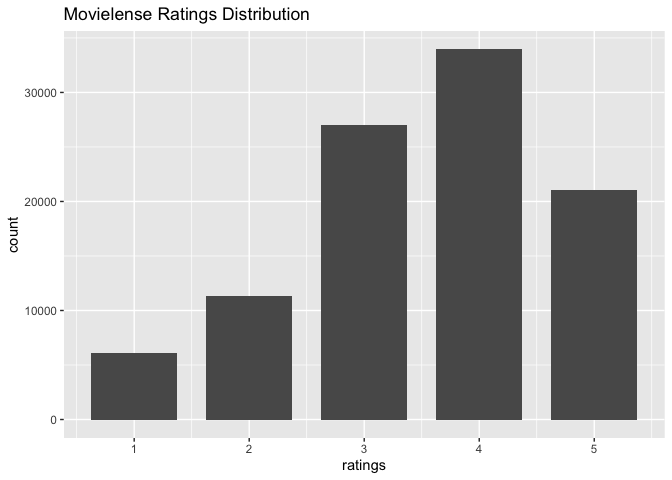 Movielense Ratings Distribution
30000
20000
10000
0
count
1 2 3 4 5
ratings